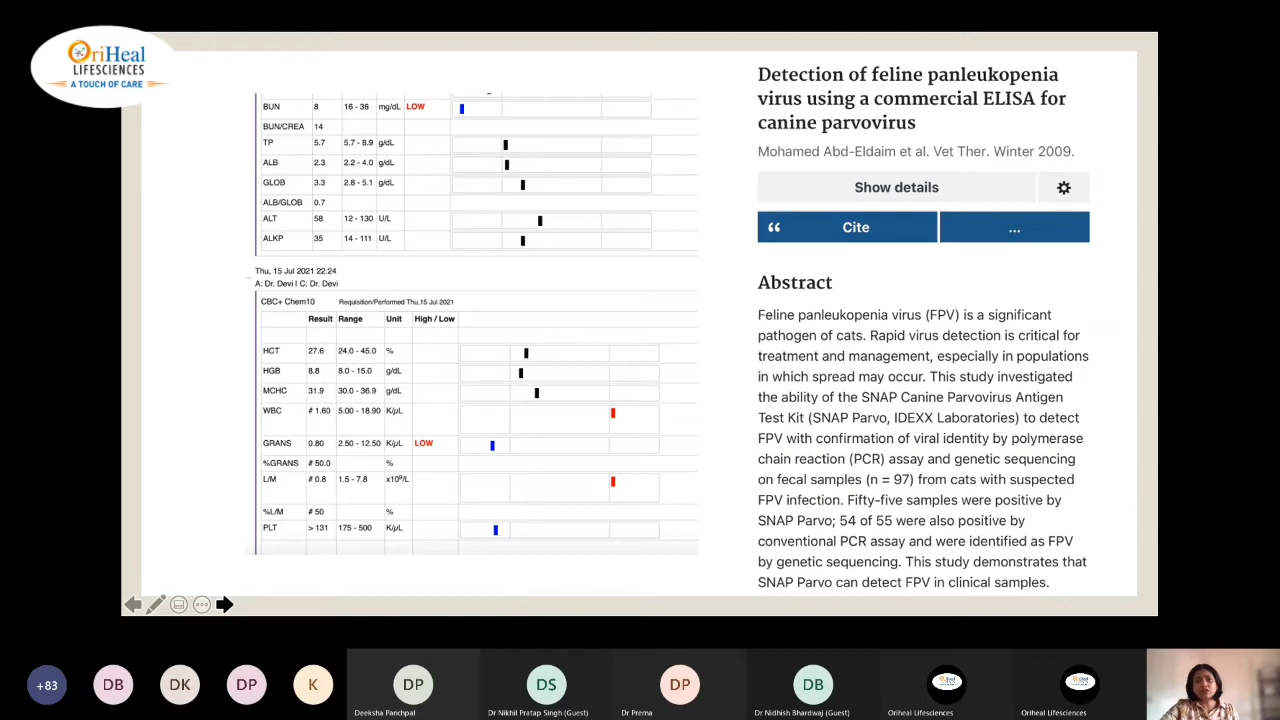 OriHeal
LIFESCIENCES
A TOUCH OF CARE
BUN 8 16 - 36 mg/dL LOW
BUN/CREA 14
TP 5.7 5.7 - 8.9 g/dL
ALB 2.3 2.2 - 4.0 g/dL
GLOB 3.3 2.8 - 5.1 g/dL
ALB/GLOB 0.7
ALT 58 12 - 130 U/L
ALKP 35 14 - 111 U/L
Thu, 15 Jul 2021 22:24
A: Dr. Devi I C: Dr. Devi
CBC+ Chem10 Requisition/Performed Thu,15 Jul 2021
Result Range Unit High / Low
HCT 27.6 24.0 - 45.0 %
HGB 8.8 8.0 - 15.0 g/dL
MCHC 31.9 30.0 - 36.9 g/dL
WBC # 1.60 5.00 - 18.90 K/µL
GRANS 0.80 2.50 - 12.50 K/µL LOW
%GRANS # 50.0 %
L/M # 0.8 1.5 - 7.8 x10⁹/L
%L/M # 50 %
PLT > 131 175 - 500 K/µL
Detection of feline panleukopenia
virus using a commercial ELISA for
canine parvovirus
Mohamed Abd-Eldaim et al. Vet Ther. Winter 2009.
Show details
Cite
...
Abstract
Feline panleukopenia virus (FPV) is a significant
pathogen of cats. Rapid virus detection is critical for
treatment and management, especially in populations
in which spread may occur. This study investigated
the ability of the SNAP Canine Parvovirus Antigen
Test Kit (SNAP Parvo, IDEXX Laboratories) to detect
FPV with confirmation of viral identity by polymerase
chain reaction (PCR) assay and genetic sequencing
on fecal samples (n = 97) from cats with suspected
FPV infection. Fifty-five samples were positive by
SNAP Parvo; 54 of 55 were also positive by
conventional PCR assay and were identified as FPV
by genetic sequencing. This study demonstrates that
SNAP Parvo can detect FPV in clinical samples.
+83 DB DK DP K DP DS DP DB
Deeksha Panchpal Dr Nikhil Pratap Singh (Guest) Dr Prerna Dr Nidhish Bhardwaj (Guest) Oriheal Lifesciences Oriheal Lifesciences